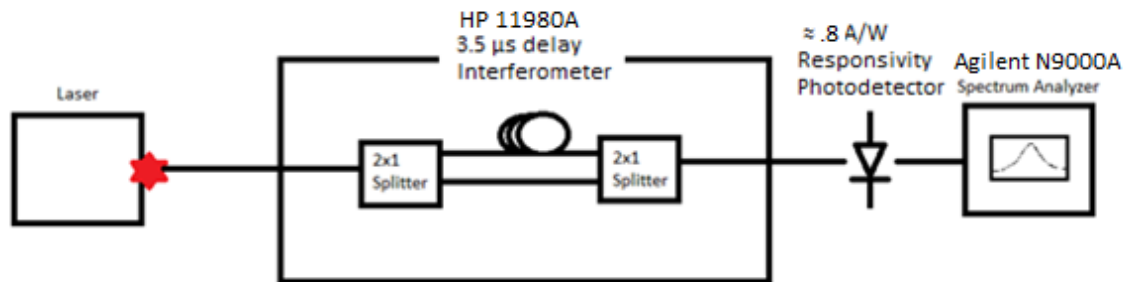 HP 11980A
3.5 µs delay
Interferometer
≈ .8 A/W
Responsivity
Photodetector
Agilent N9000A
Spectrum Analyzer
Laser
2x1
Splitter
2x1
Splitter